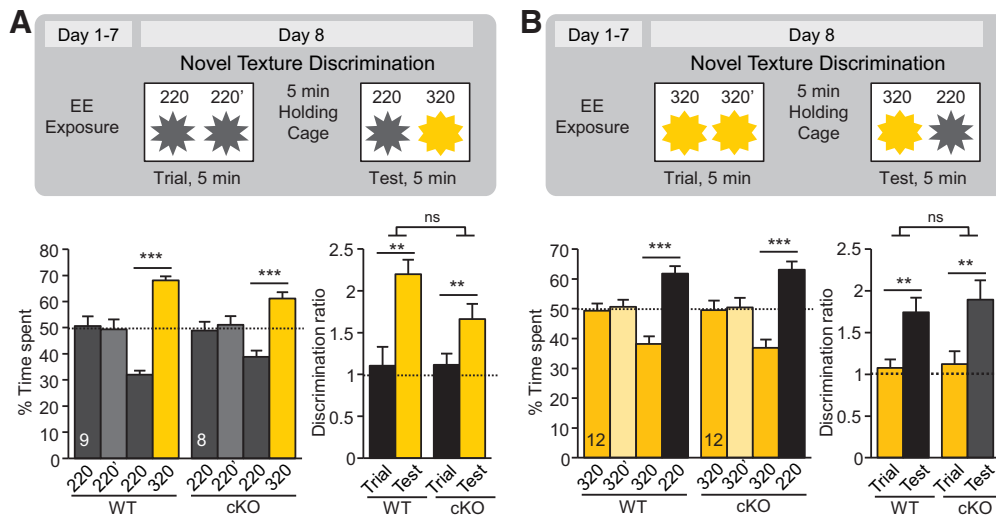 A
Day 1-7
Day 8
Novel Texture Discrimination
EE
Exposure
220 220'
5 min
Holding
Cage
220 320
Trial, 5 min
Test, 5 min
% Time spent
80
70
60
50
40
30
20
10
0
***
***
9
8
220 220' 220 320 220 220' 220 320
WT cKO
Discrimination ratio
2.5
2
1.5
1
0.5
0
ns
**
**
Trial Test Trial Test
WT cKO
B
Day 1-7
Day 8
Novel Texture Discrimination
EE
Exposure
320 320'
5 min
Holding
Cage
320 220
Trial, 5 min
Test, 5 min
% Time spent
70
60
50
40
30
20
10
0
***
***
12
12
320 320' 320 220 320 320' 320 220
WT cKO
Discrimination ratio
2.5
2
1.5
1
0.5
0
ns
**
**
Trial Test Trial Test
WT cKO